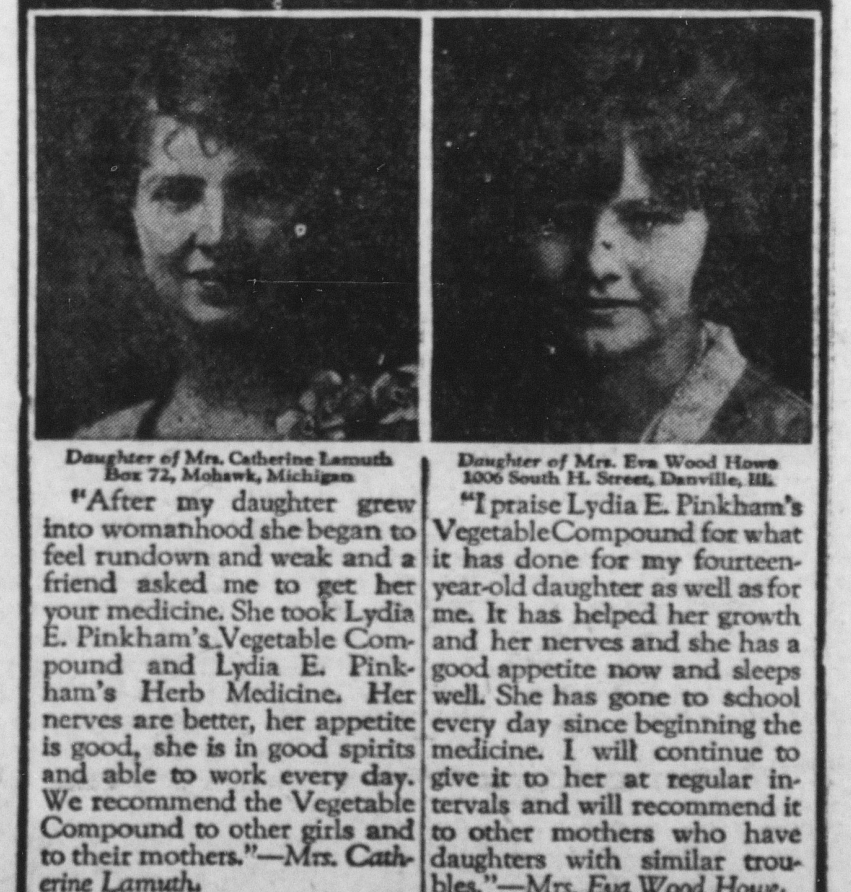 Daughter of Mrs. Catherine Lamuth
Box 72, Mohawk, Michigan
"After my daughter grew
into womanhood she began to
feel rundown and weak and a
friend asked me to get her
your medicine. She took Lydia
E. Pinkham's Vegetable Com-
pound and Lydia E. Pink-
ham's Herb Medicine. Her
nerves are better, her appetite
is good, she is in good spirits
and able to work every day.
We recommend the Vegetable
Compound to other girls and
to their mothers."—Mrs. Cath-
erine Lamuth.
Daughter of Mrs. Eva Wood Howe
1006 South H. Street, Danville, Ill.
"I praise Lydia E. Pinkham's
Vegetable Compound for what
it has done for my fourteen-
year-old daughter as well as for
me. It has helped her growth
and her nerves and she has a
good appetite now and sleeps
well. She has gone to school
every day since beginning the
medicine. I will continue to
give it to her at regular in-
tervals and will recommend it
to other mothers who have
daughters with similar trou-
bles."—Mrs. Eva Wood Howe.